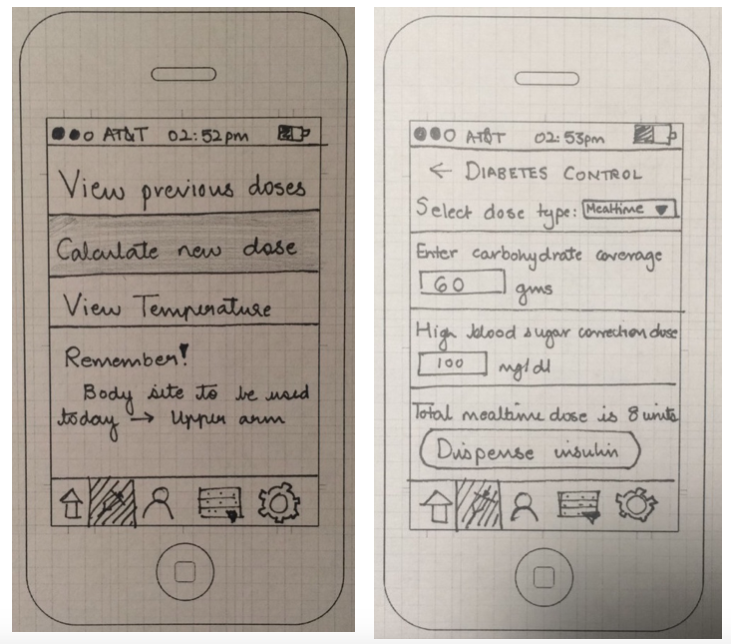 AT&T 02:52pm
View previous doses
Calculate new dose
View Temperature
Remember!
Body site to be used
today → Upper arm
AT&T 02:53pm
← DIABETES CONTROL
Select dose type: Mealtime ▼
Enter carbohydrate coverage
60 gms
High blood sugar correction dose
100 mg/dl
Total mealtime dose is 8 units
Dispense insulin